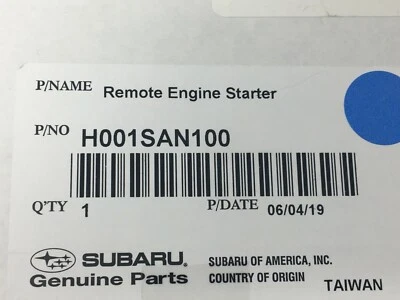 P/NAME Remote Engine Starter
P/NO H001SAN100
Q'TY 1 P/DATE 06/04/19
SUBARU SUBARU OF AMERICA, INC.
Genuine Parts COUNTRY OF ORIGIN
TAIWAN